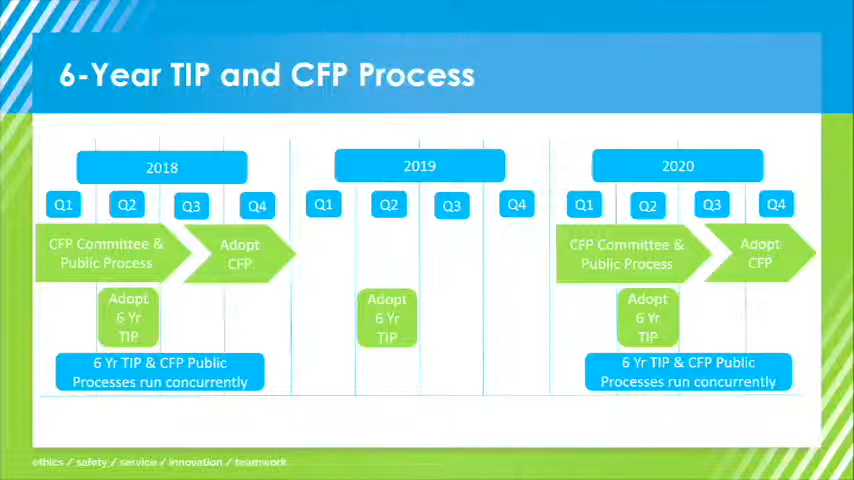 6-Year TIP and CFP Process
2018
2019
2020
Q1
Q2
Q3
Q4
Q1
Q2
Q3
Q4
Q1
Q2
Q3
Q4
CFP Committee &
Public Process
Adopt
CFP
CFP Committee &
Public Process
Adopt
CFP
Adopt
6 Yr
TIP
Adopt
6 Yr
TIP
Adopt
6 Yr
TIP
6 Yr TIP & CFP Public
Processes run concurrently
6 Yr TIP & CFP Public
Processes run concurrently
ethics / safety / service / innovation / teamwork